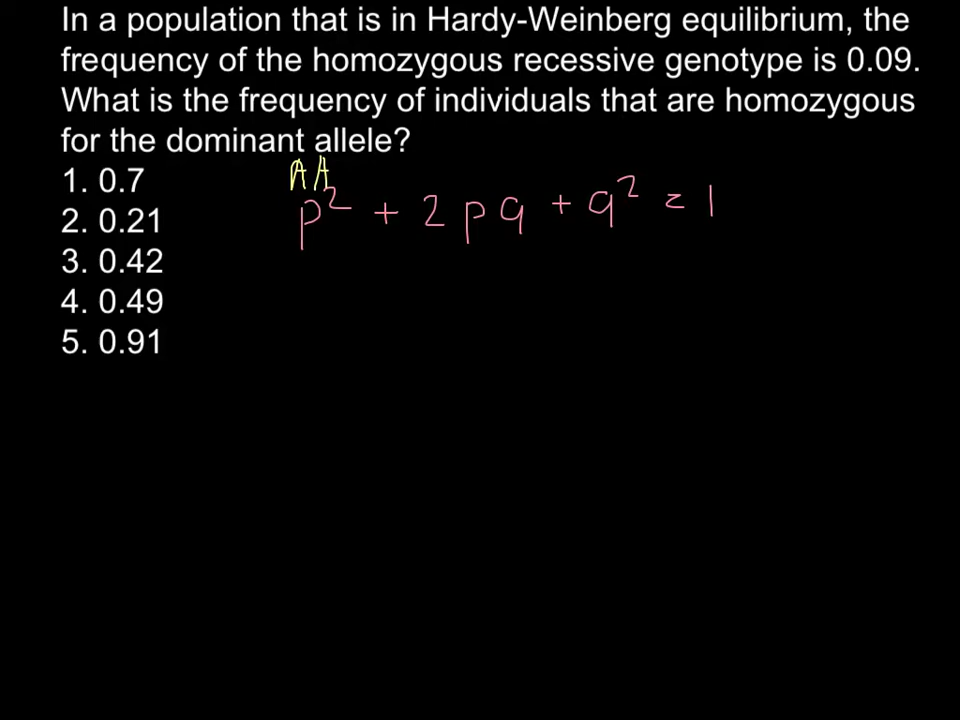 In a population that is in Hardy-Weinberg equilibrium, the
frequency of the homozygous recessive genotype is 0.09.
What is the frequency of individuals that are homozygous
for the dominant allele?
1. 0.7
2. 0.21
3. 0.42
4. 0.49
5. 0.91
AA
p² + 2pq + q² = 1